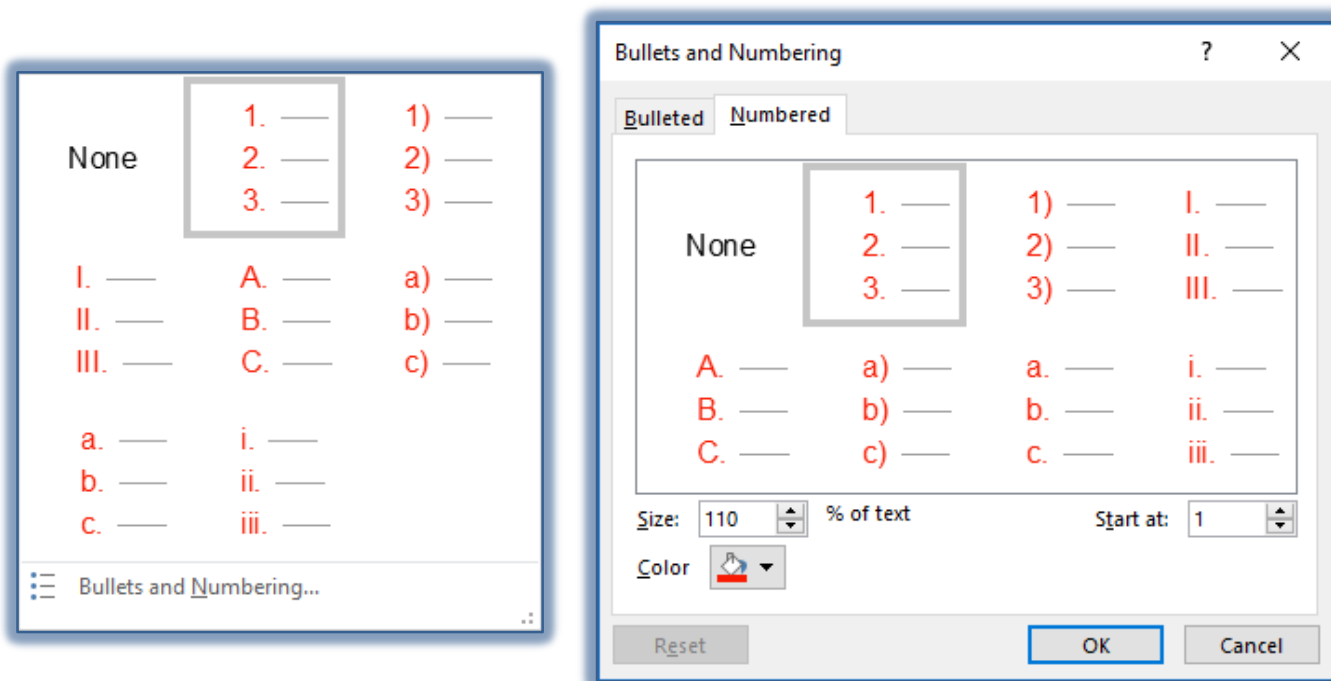 None
1.
2.
3.
1)
2)
3)
I.
II.
III.
A.
B.
C.
a)
b)
c)
a.
b.
c.
i.
ii.
iii.
Bullets and Numbering...
Bullets and Numbering ?
Bulleted Numbered
None
1.
2.
3.
1)
2)
3)
I.
II.
III.
A.
B.
C.
a)
b)
c)
a.
b.
c.
i.
ii.
iii.
Size: 110 % of text Start at: 1
Color
Reset OK Cancel